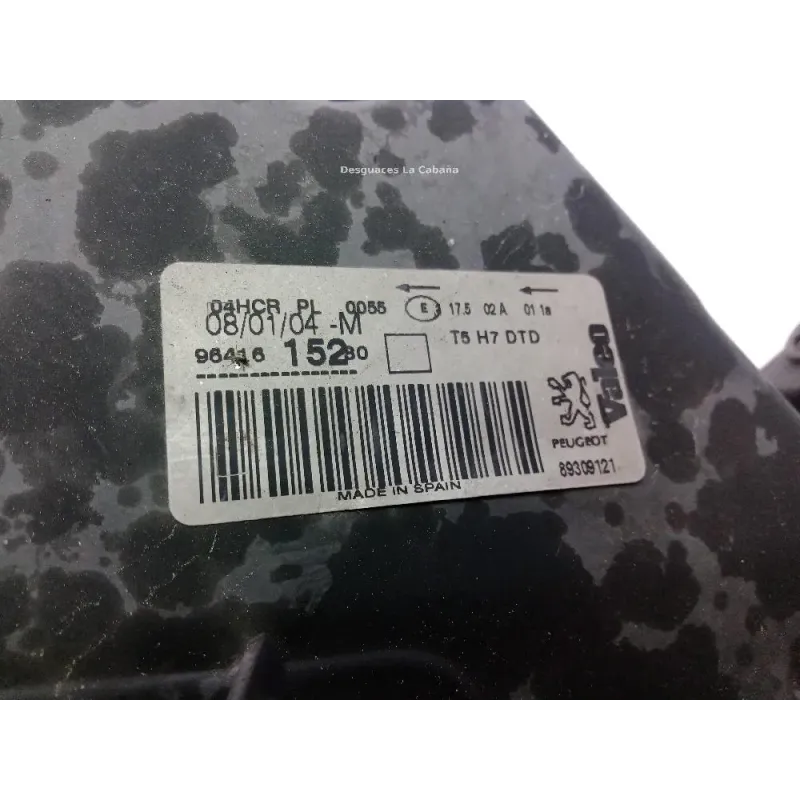 Desguaces La Cabaña
04HCR PL 0055 E 17.5 02A 01 1a
08/01/04 -M
96416 15280
T5 H7 DTD
Valeo
PEUGEOT
89309121
MADE IN SPAIN